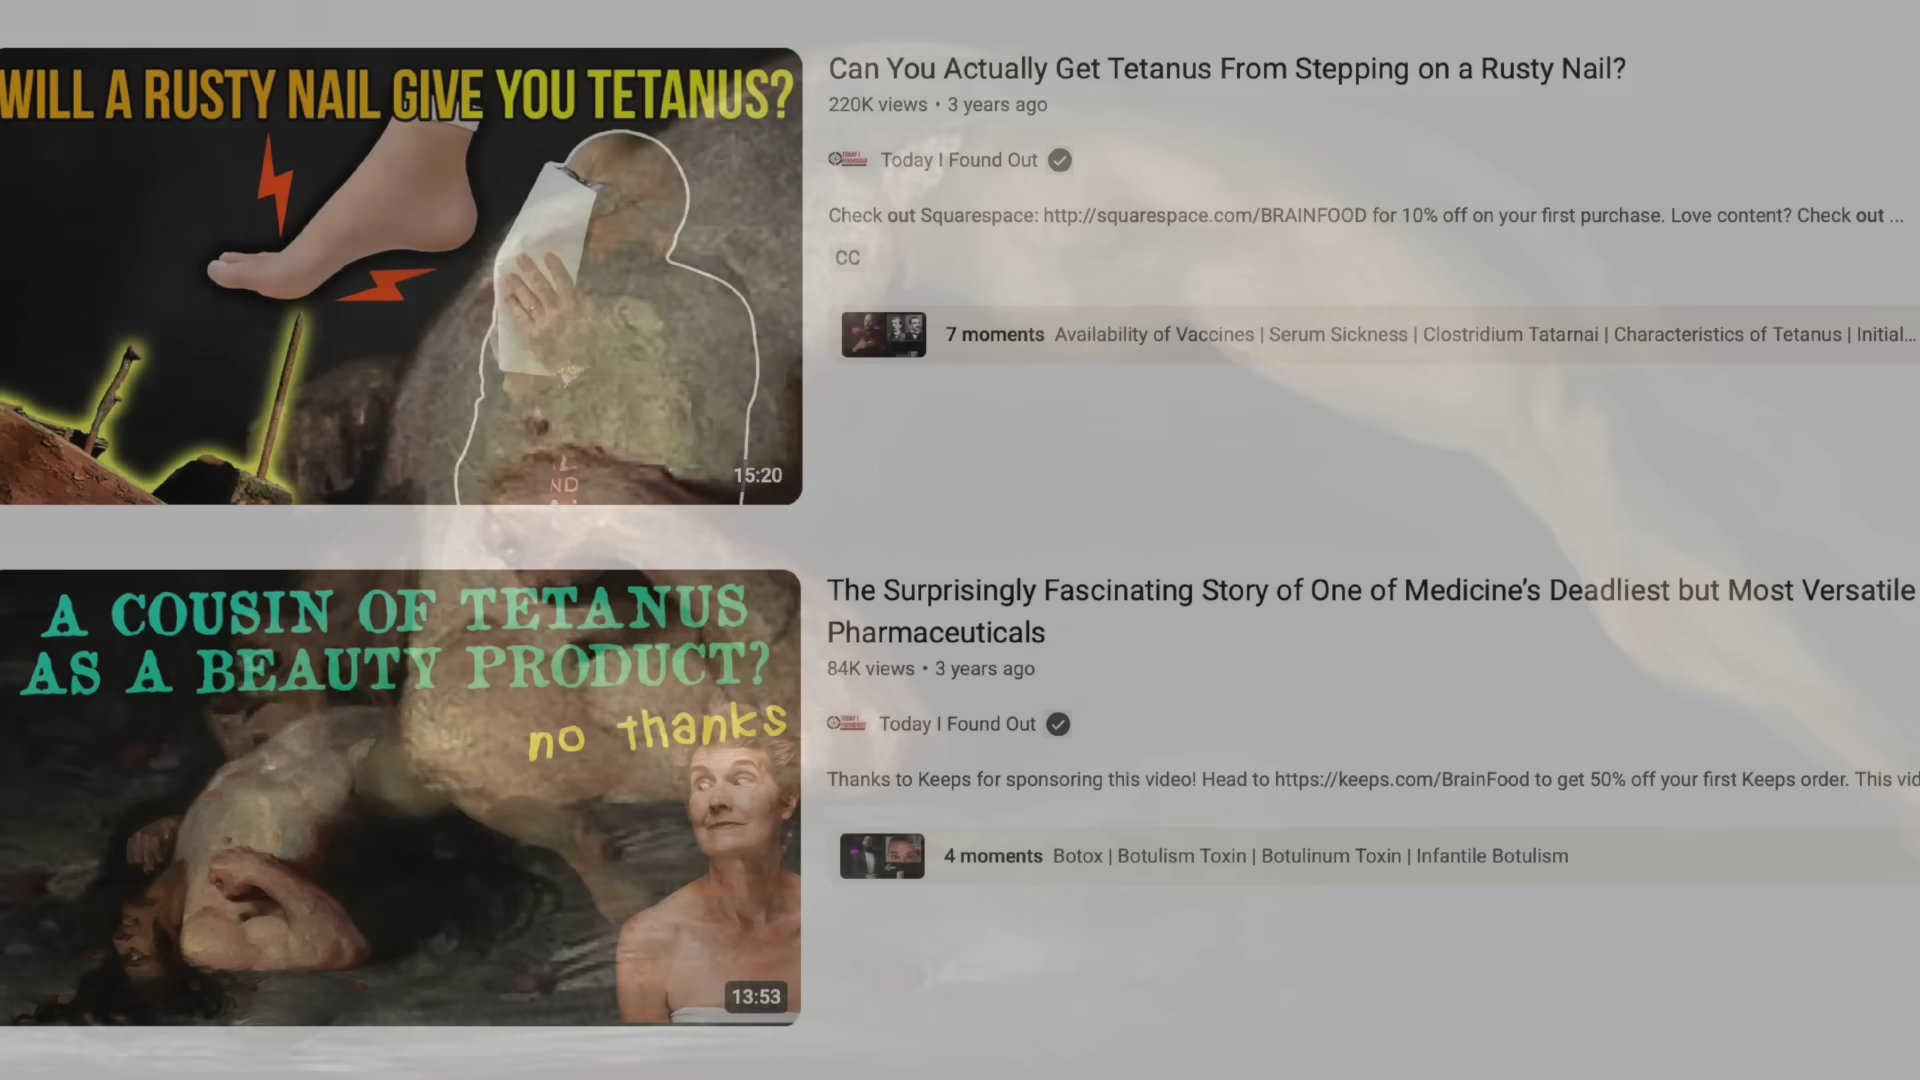 WILL A RUSTY NAIL GIVE YOU TETANUS?
ND
15:20
Can You Actually Get Tetanus From Stepping on a Rusty Nail?
220K views • 3 years ago
Today I Found Out
Check out Squarespace: http://squarespace.com/BRAINFOOD for 10% off on your first purchase. Love content? Check out ...
CC
7 moments Availability of Vaccines | Serum Sickness | Clostridium Tatarnai | Characteristics of Tetanus | Initial...
A COUSIN OF TETANUS
AS A BEAUTY PRODUCT?
no thanks
13:53
The Surprisingly Fascinating Story of One of Medicine’s Deadliest but Most Versatile
Pharmaceuticals
84K views • 3 years ago
Today I Found Out
Thanks to Keeps for sponsoring this video! Head to https://keeps.com/BrainFood to get 50% off your first Keeps order. This vid
4 moments Botox | Botulism Toxin | Botulinum Toxin | Infantile Botulism